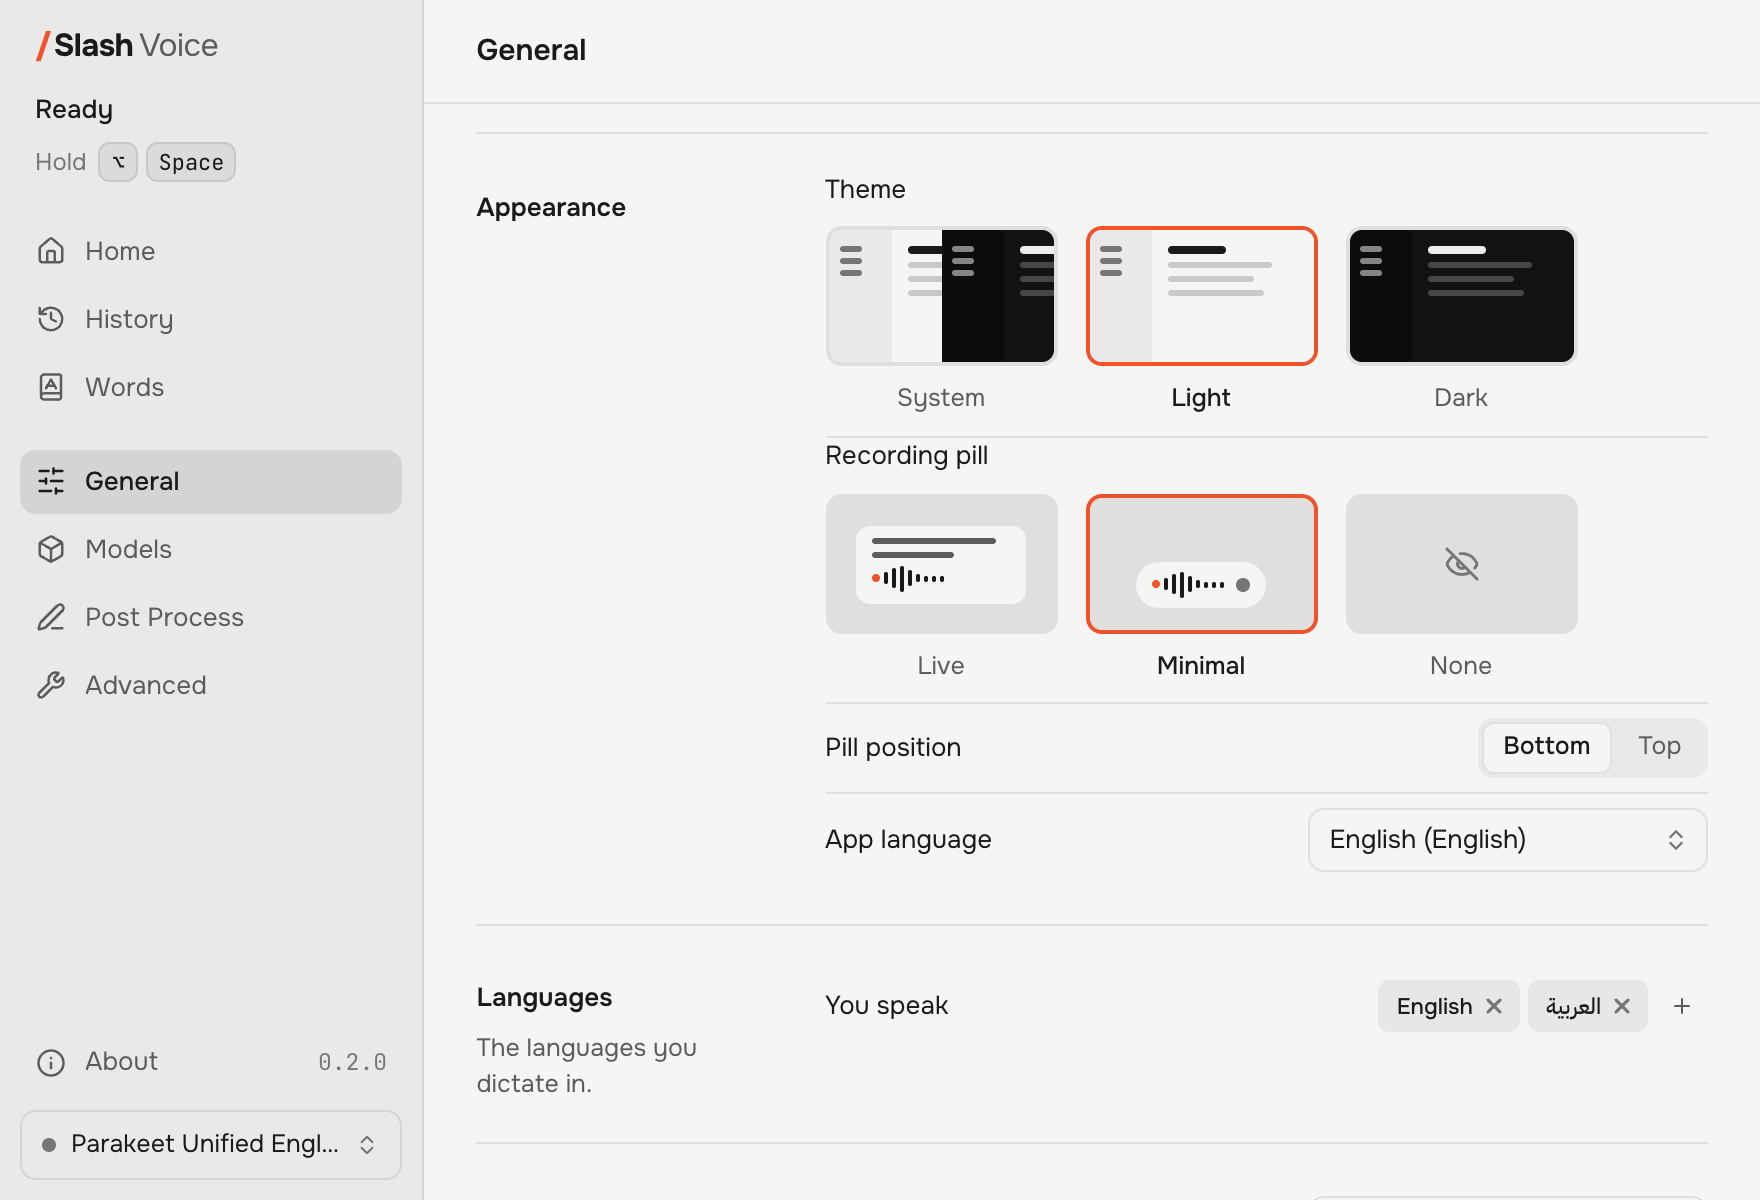 /Slash Voice
Ready
Hold ⌥ Space
Home
History
Words
General
Models
Post Process
Advanced
About 0.2.0
Parakeet Unified Engl...
General
Appearance
Theme
System
Light
Dark
Recording pill
Live
Minimal
None
Pill position
Bottom Top
App language
English (English)
Languages
The languages you
dictate in.
You speak
English
العربية